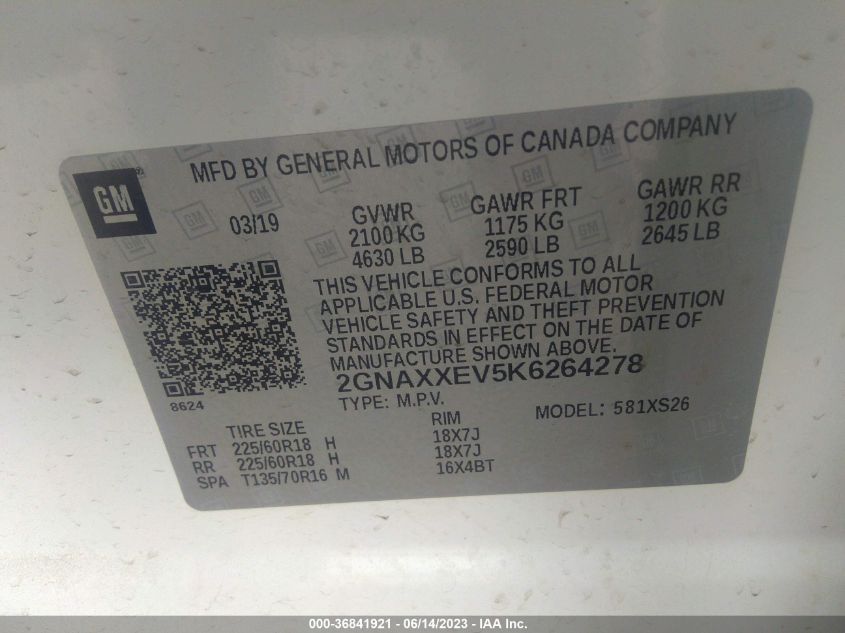 MFD BY GENERAL MOTORS OF CANADA COMPANY
GM
03/19 GVWR GAWR FRT GAWR RR
2100 KG 1175 KG 1200 KG
4630 LB 2590 LB 2645 LB
THIS VEHICLE CONFORMS TO ALL
APPLICABLE U.S. FEDERAL MOTOR
VEHICLE SAFETY AND THEFT PREVENTION
STANDARDS IN EFFECT ON THE DATE OF
MANUFACTURE SHOWN ABOVE.
2GNAXXEV5K6264278
8624
TYPE: M.P.V. MODEL: 581XS26
TIRE SIZE RIM
FRT 225/60R18 H 18X7J
RR 225/60R18 H 18X7J
SPA T135/70R16 M 16X4BT
000-36841921 - 06/14/2023 - IAA Inc.